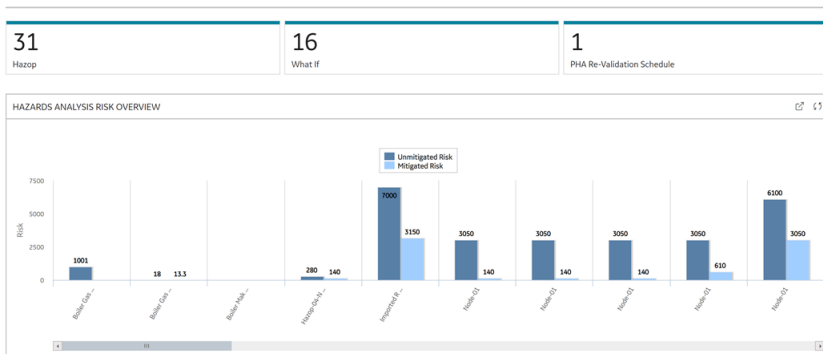 31
Hazop
16
What If
1
PHA Re-Validation Schedule
HAZARDS ANALYSIS RISK OVERVIEW
Unmitigated Risk
Mitigated Risk
Risk
7500
5000
2500
0
1001
18
13.3
280
140
7000
3150
3050
140
3050
140
3050
140
3050
610
6100
3050
Boiler Gas ...
Boiler Gas ...
Boiler Mak ...
Hazop-04-N ...
Imported R ...
Node-01
Node-01
Node-01
Node-01
Node-01